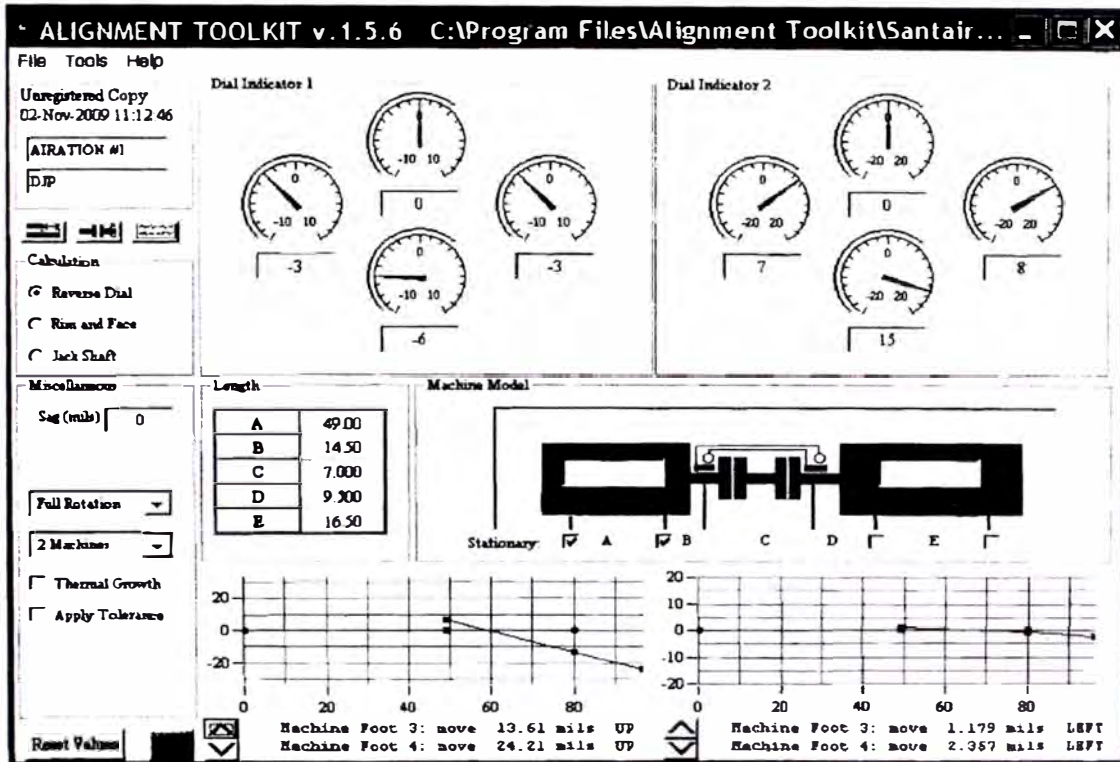 ALIGNMENT TOOLKIT v.1.5.6 C:\Program Files\Alignment Toolkit\Santair...
File Tools Help
Unregistered Copy
02-Nov-2009 11:12:46
AIRATION #1
DJP
Calculation
Reverse Dial
Rim and Face
Jack Shaft
Miscellaneous
Sag (mils) 0
Full Rotation
2 Machines
Thermal Growth
Apply Tolerance
Reset Values
Dial Indicator 1
0
-10 10
0
0
-10 10
-3
0
-10 10
-3
0
-10 10
-6
Dial Indicator 2
0
-20 20
0
0
-20 20
7
0
-20 20
8
0
-20 20
15
Length
A 49.00
B 14.50
C 7.000
D 9.500
E 16.50
Machine Model
Stationary: A B C D E
20
0
-20
0 20 40 60 80
Machine Foot 3: move 13.61 mils UP
Machine Foot 4: move 24.21 mils UP
20
10
0
-10
-20
0 20 40 60 80
Machine Foot 3: move 1.179 mils LEFT
Machine Foot 4: move 2.357 mils LEFT